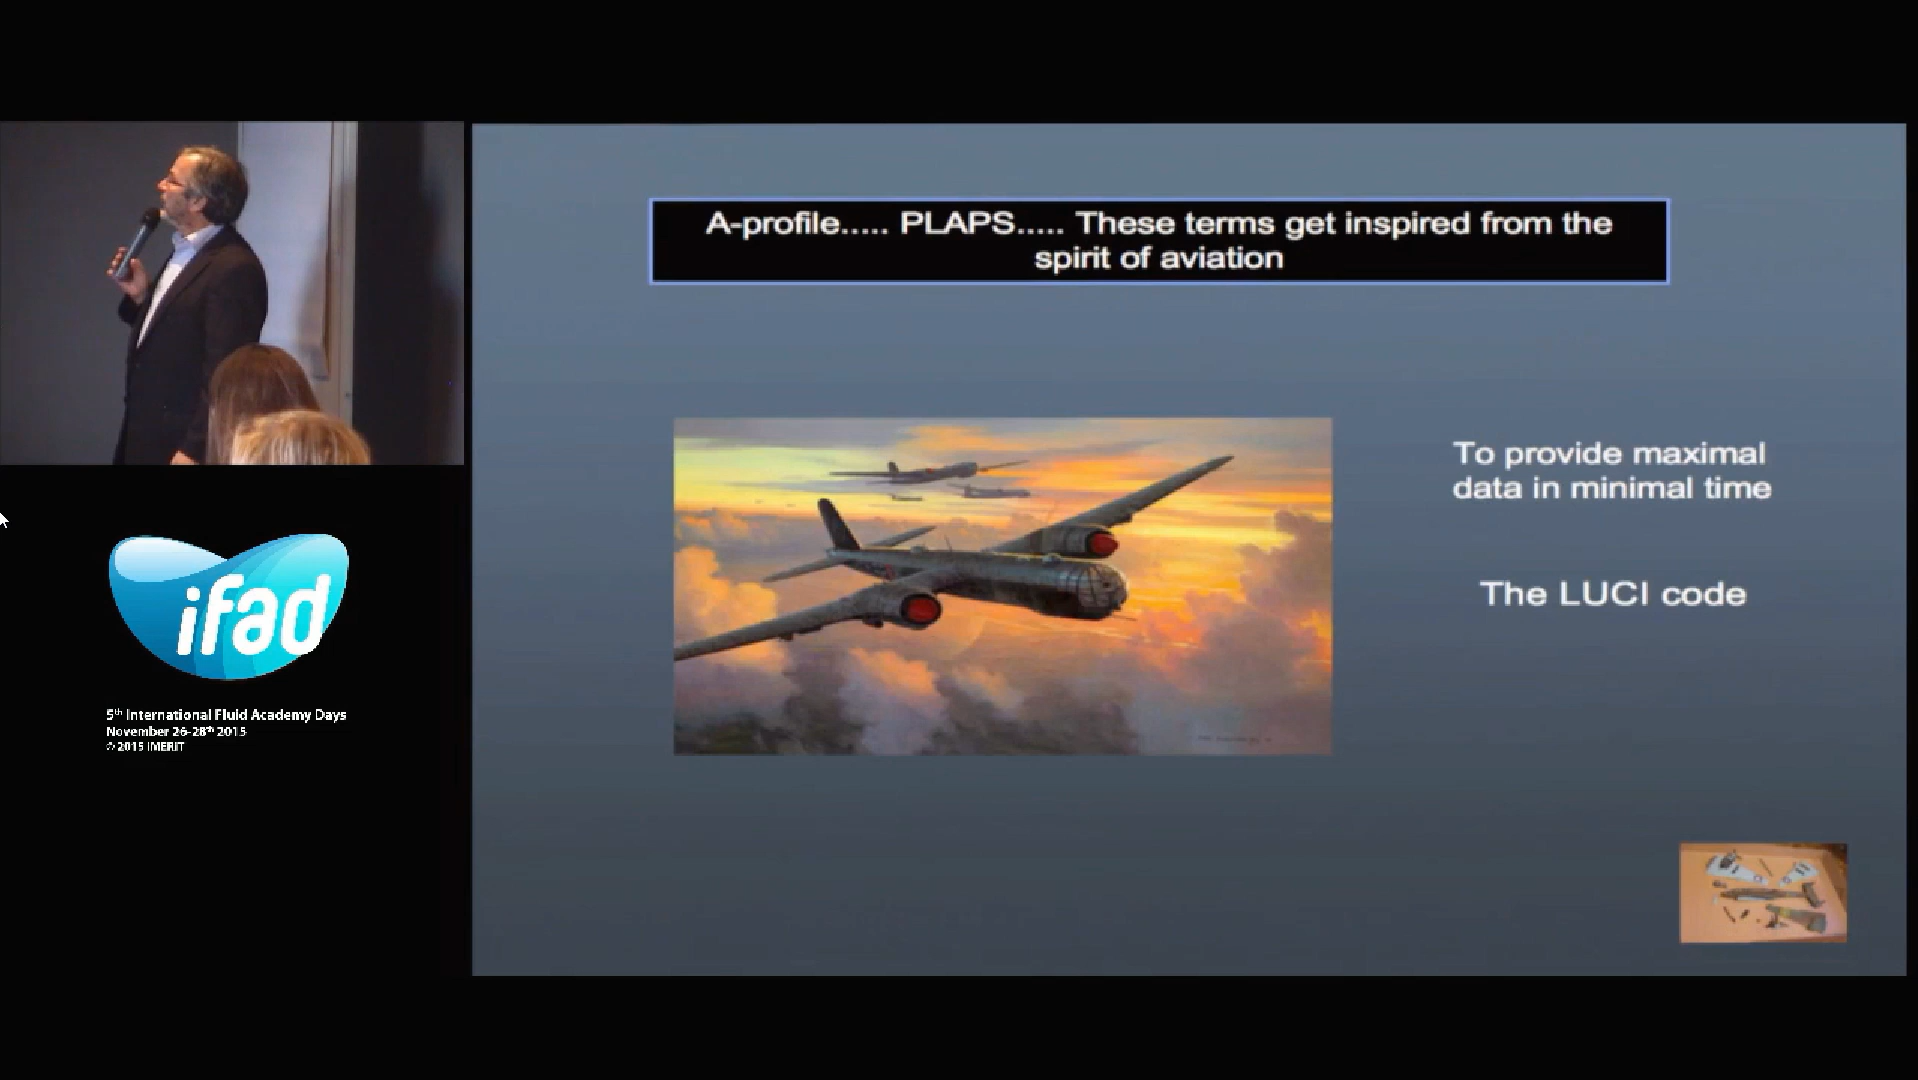 A-profile..... PLAPS..... These terms get inspired from the
spirit of aviation
To provide maximal
data in minimal time
The LUCI code
ifad
5th International Fluid Academy Days
November 26-28th 2015
© 2015 IMERIT